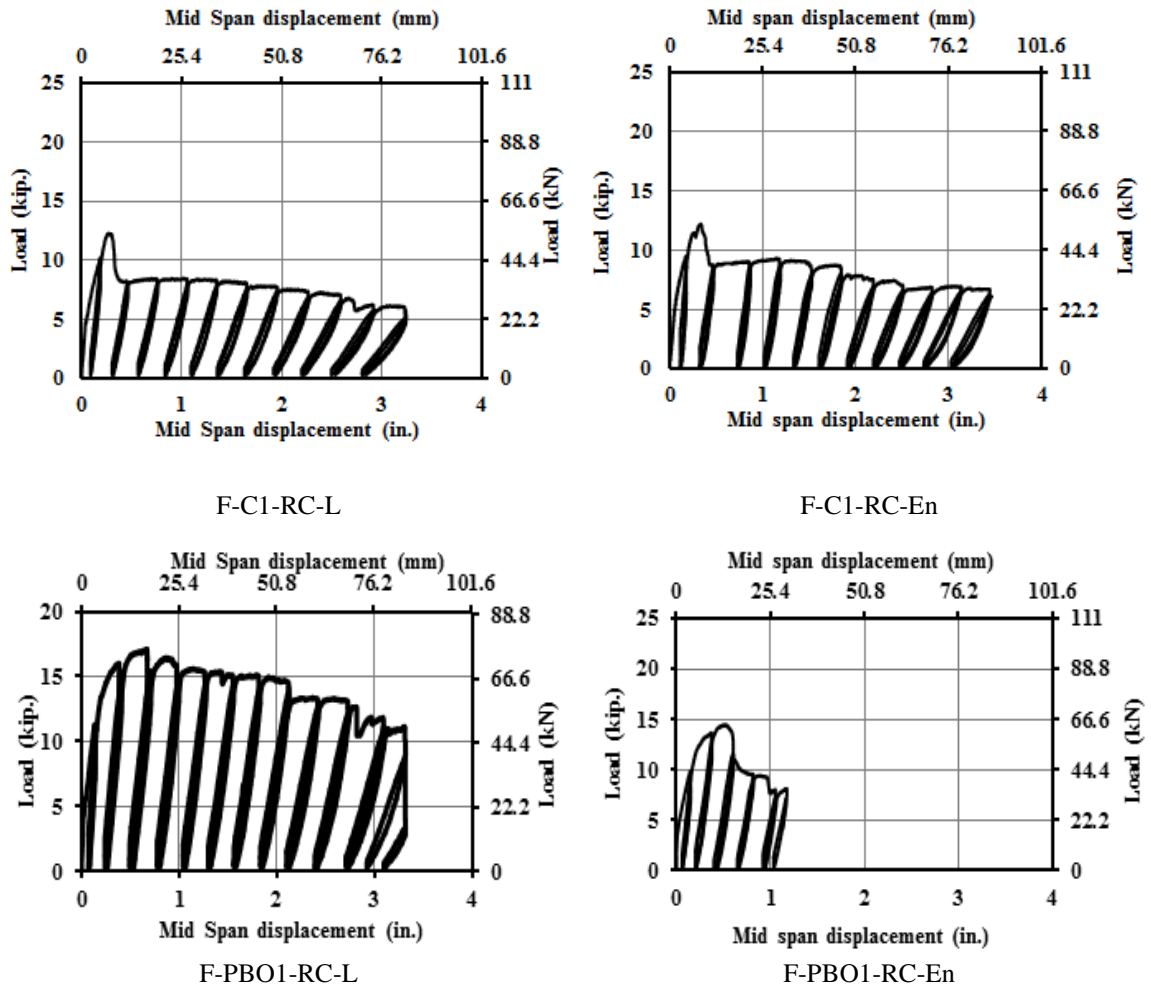 Mid Span displacement (mm)
0 25.4 50.8 76.2 101.6
25 111
20 88.8
15 66.6
10 44.4
5 22.2
0 0
Load (kip.)
Load (kN)
0 1 2 3 4
Mid Span displacement (in.)
F-C1-RC-L
Mid span displacement (mm)
0 25.4 50.8 76.2 101.6
25 111
20 88.8
15 66.6
10 44.4
5 22.2
0 0
Load (kip.)
Load (kN)
0 1 2 3 4
Mid span displacement (in.)
F-C1-RC-En
Mid Span displacement (mm)
0 25.4 50.8 76.2 101.6
20 88.8
15 66.6
10 44.4
5 22.2
0 0
Load (kip.)
Load (kN)
0 1 2 3 4
Mid Span displacement (in.)
F-PBO1-RC-L
Mid span displacement (mm)
0 25.4 50.8 76.2 101.6
25 111
20 88.8
15 66.6
10 44.4
5 22.2
0 0
Load (kip.)
Load (kN)
0 1 2 3 4
Mid span displacement (in.)
F-PBO1-RC-En